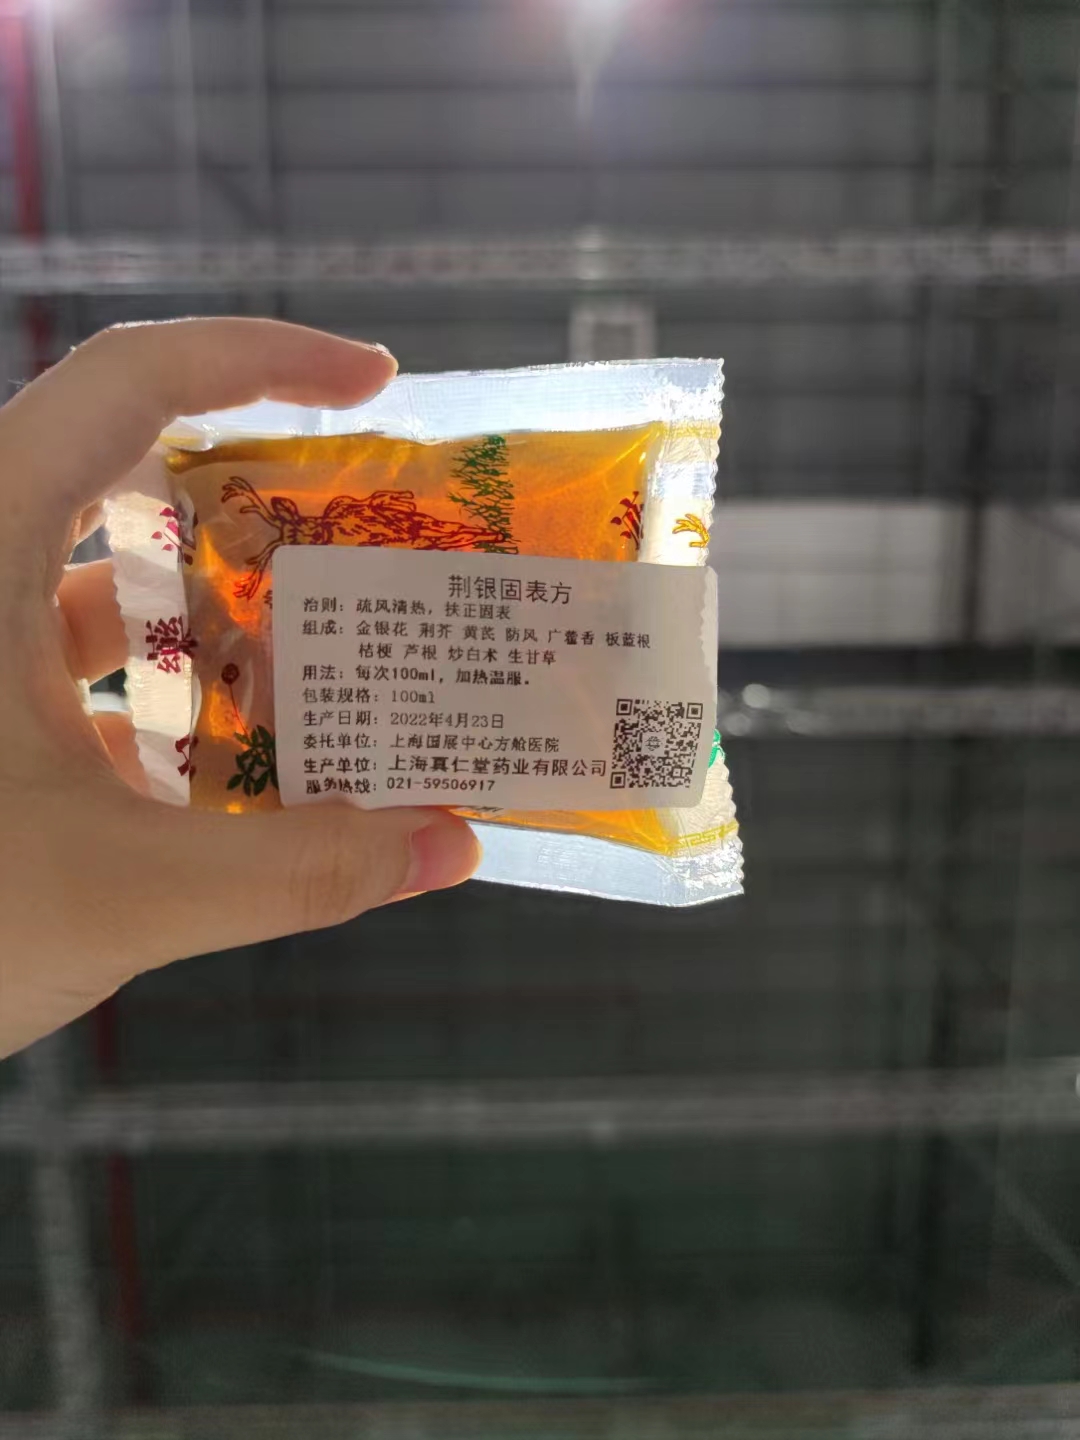 荆银固表方
治则：疏风清热，扶正固表
组成：金银花 荆芥 黄芪 防风 广藿香 板蓝根
桔梗 芦根 炒白术 生甘草
用法：每次100ml，加热温服。
包装规格：100ml
生产日期：2022年4月23日
委托单位：上海国展中心方舱医院
生产单位：上海真仁堂药业有限公司
服务热线：021-59506917
藥